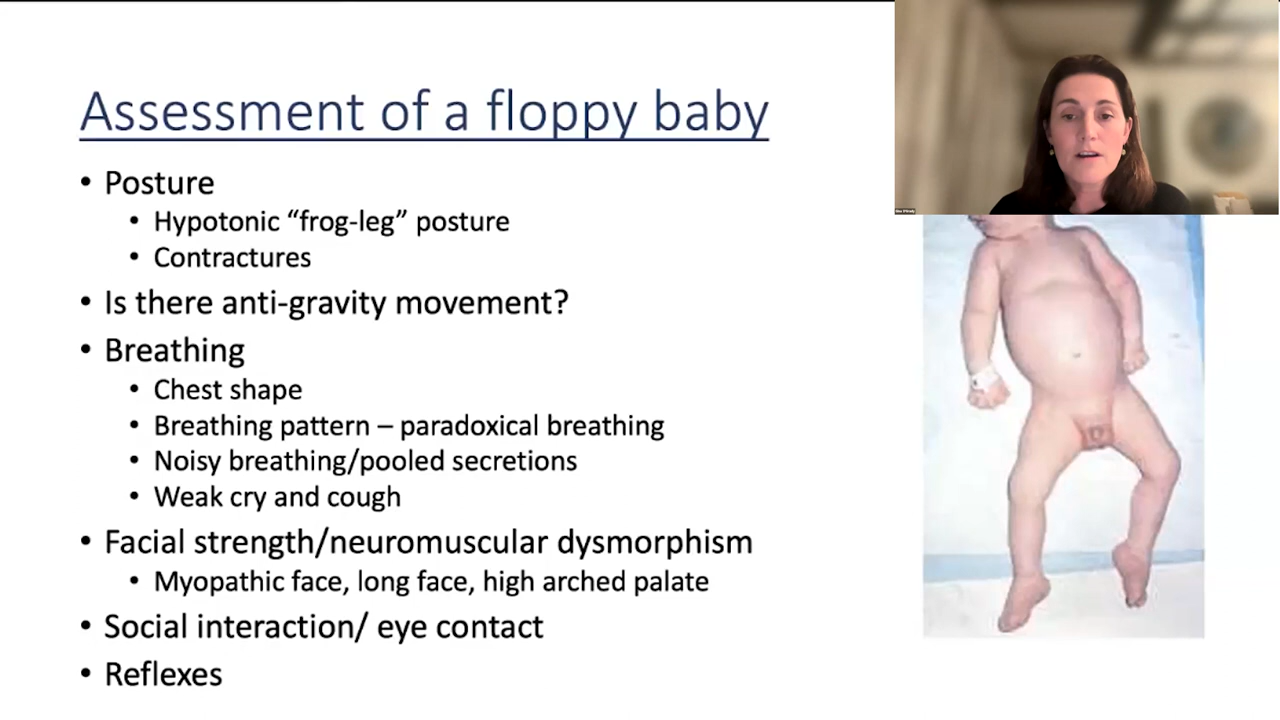 Assessment of a floppy baby
• Posture
• Hypotonic “frog-leg” posture
• Contractures
• Is there anti-gravity movement?
• Breathing
• Chest shape
• Breathing pattern – paradoxical breathing
• Noisy breathing/pooled secretions
• Weak cry and cough
• Facial strength/neuromuscular dysmorphism
• Myopathic face, long face, high arched palate
• Social interaction/ eye contact
• Reflexes